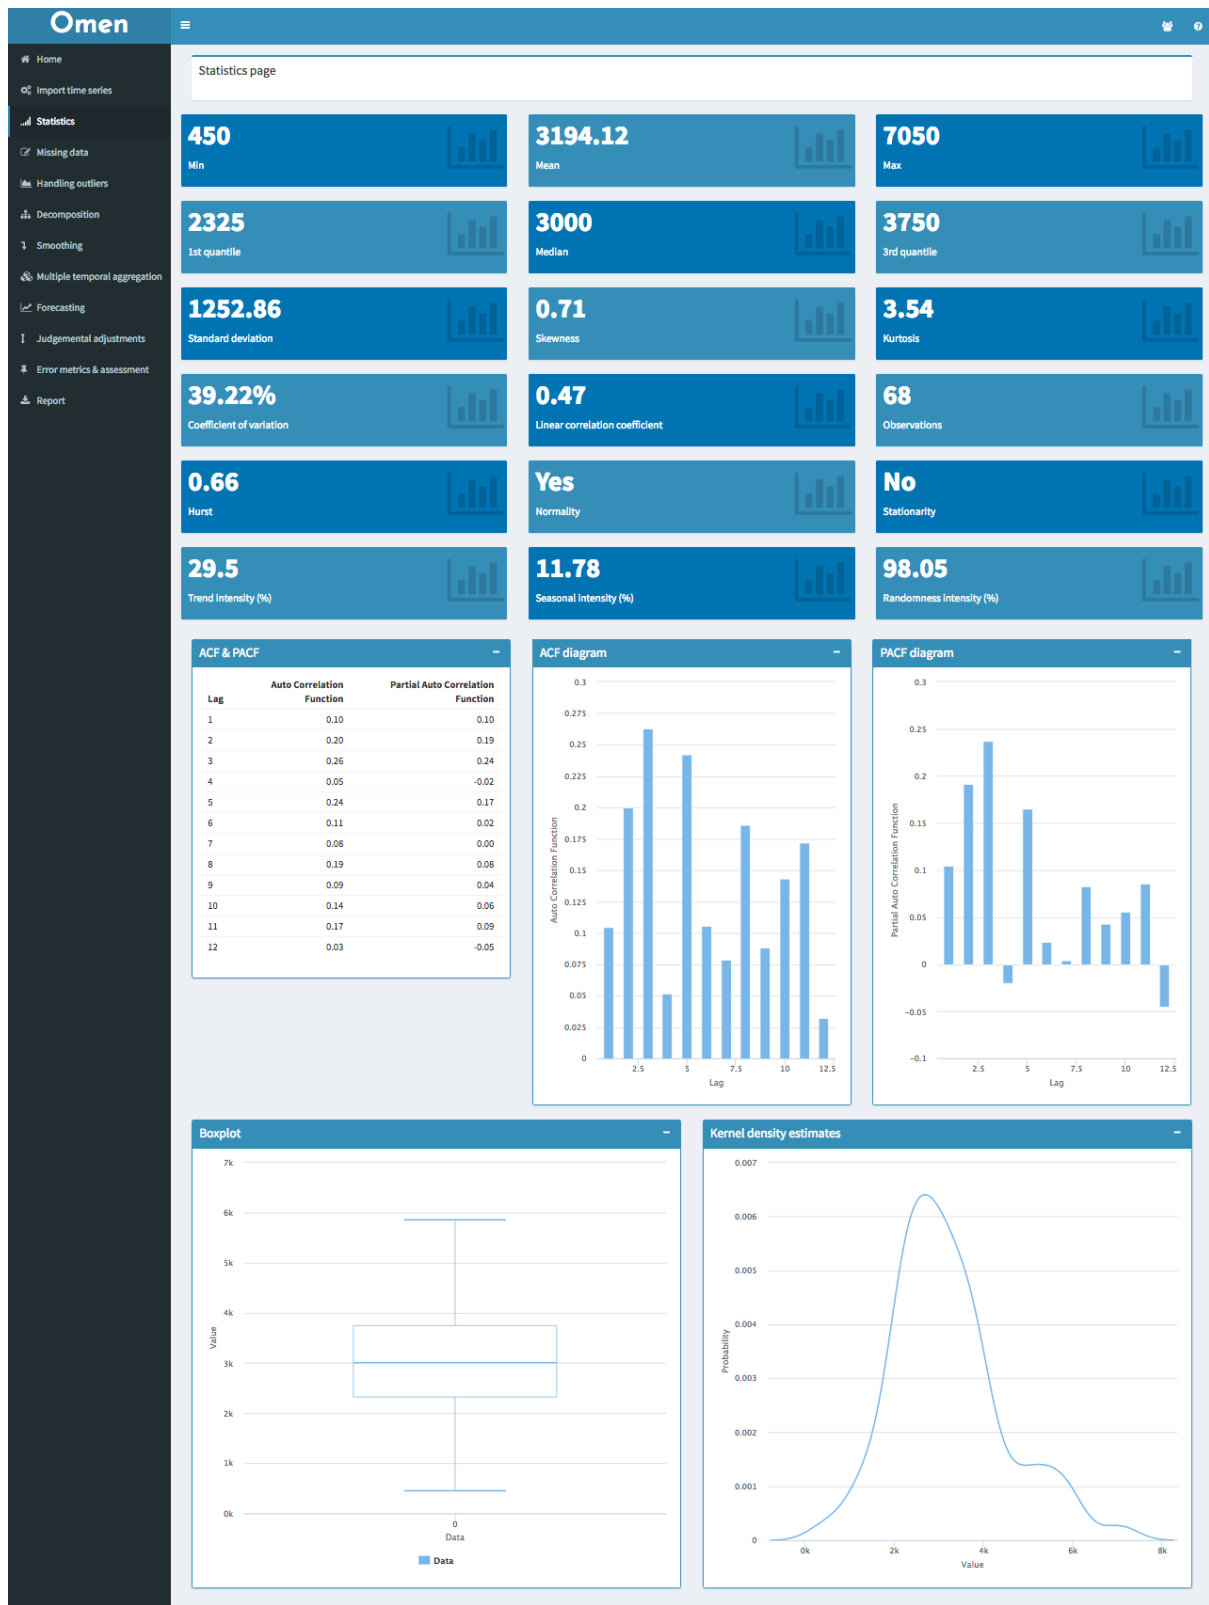 Omen
Home
Import time series
Statistics
Missing data
Handling outliers
Decomposition
Smoothing
Multiple temporal aggregation
Forecasting
Judgemental adjustments
Error metrics & assessment
Report
Statistics page
450
Min
3194.12
Mean
7050
Max
2325
1st quantile
3000
Median
3750
3rd quantile
1252.86
Standard deviation
0.71
Skewness
3.54
Kurtosis
39.22%
Coefficient of variation
0.47
Linear correlation coefficient
68
Observations
0.66
Hurst
Yes
Normality
No
Stationarity
29.5
Trend intensity (%)
11.78
Seasonal intensity (%)
98.05
Randomness intensity (%)
ACF & PACF
Auto Correlation Partial Auto Correlation
Lag Function Function
1 0.10 0.10
2 0.20 0.19
3 0.26 0.24
4 0.05 -0.02
5 0.24 0.17
6 0.11 0.02
7 0.08 0.00
8 0.19 0.08
9 0.09 0.04
10 0.14 0.06
11 0.17 0.09
12 0.03 -0.05
ACF diagram
0.3
0.275
0.25
0.225
0.2
0.175
0.15
0.125
0.1
0.075
0.05
0.025
0
Auto Correlation Function
2.5 5 7.5 10 12.5
Lag
PACF diagram
0.3
0.25
0.2
0.15
0.1
0.05
0
−0.05
−0.1
Partial Auto Correlation Function
2.5 5 7.5 10 12.5
Lag
Boxplot
7k
6k
5k
4k
3k
2k
1k
0k
Value
0
Data
Data
Kernel density estimates
0.007
0.006
0.005
0.004
0.003
0.002
0.001
0
Probability
0k 2k 4k 6k 8k
Value